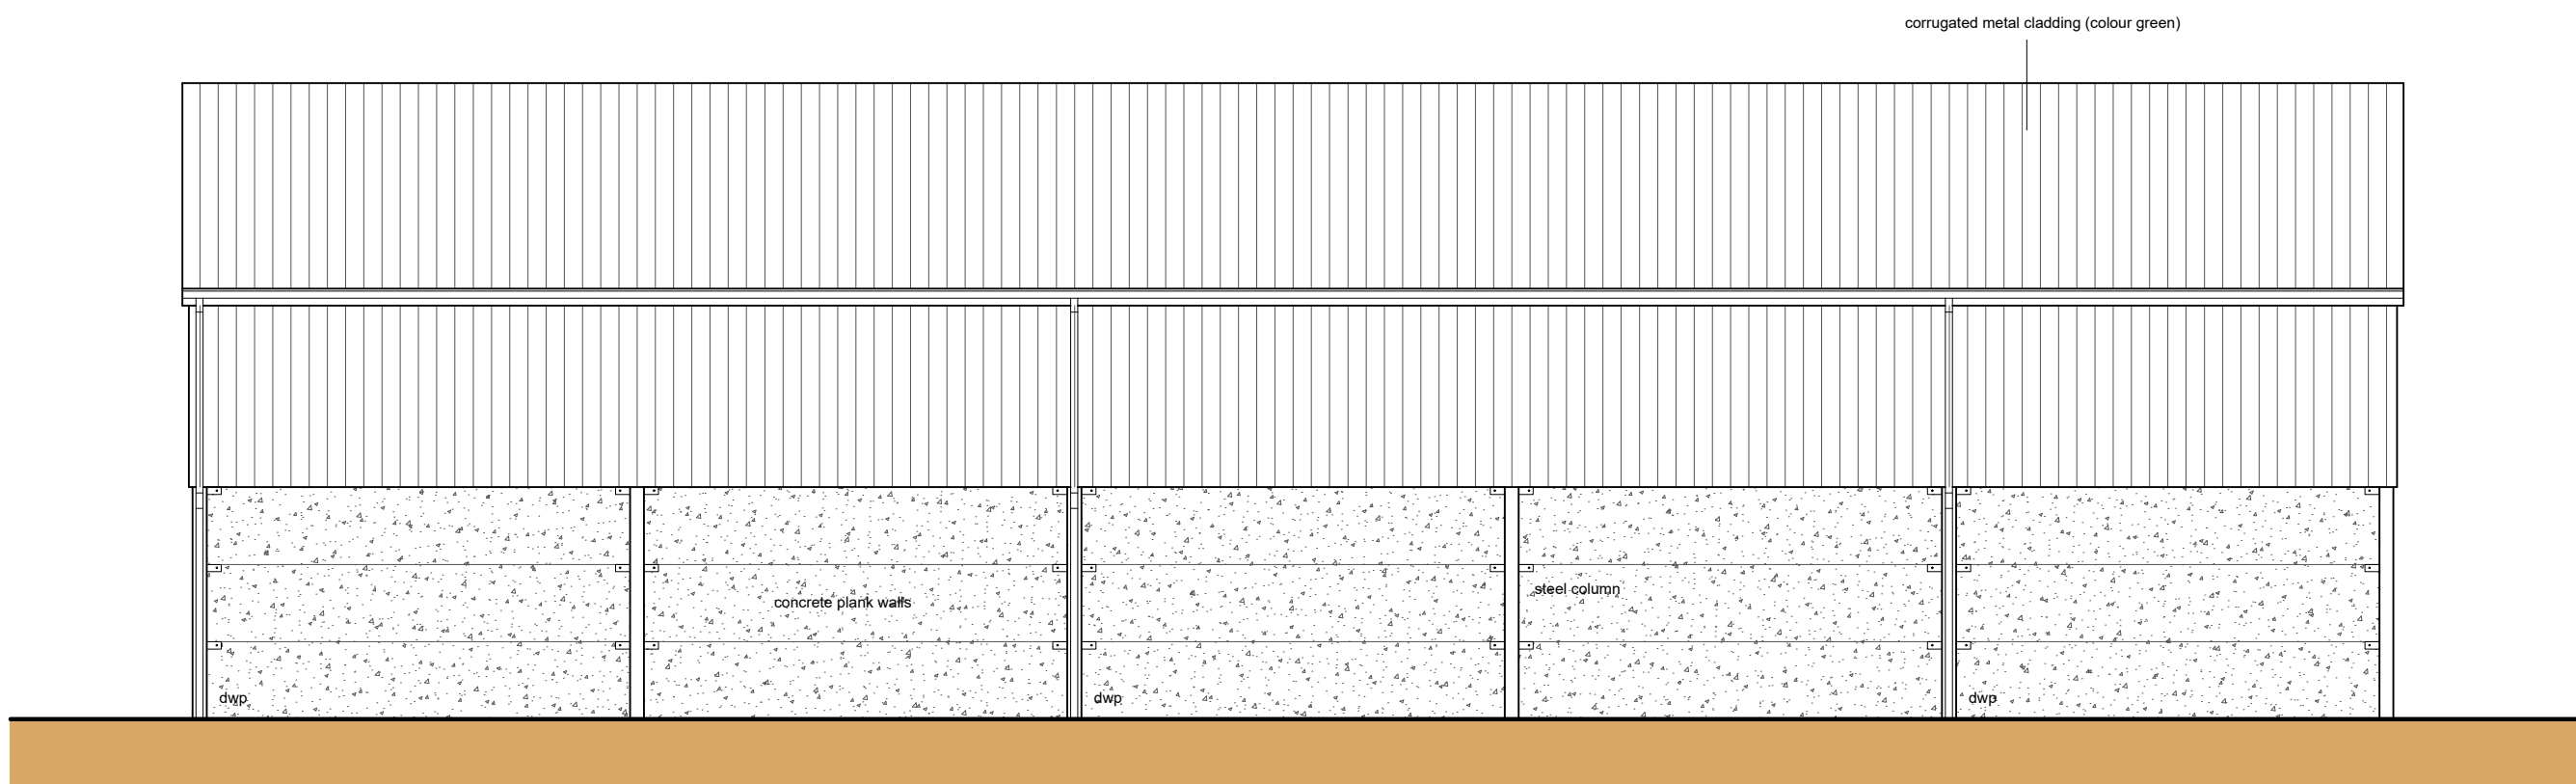 corrugated metal cladding (colour green)
steel column
concrete plank walls
dwp
dwp
dwp